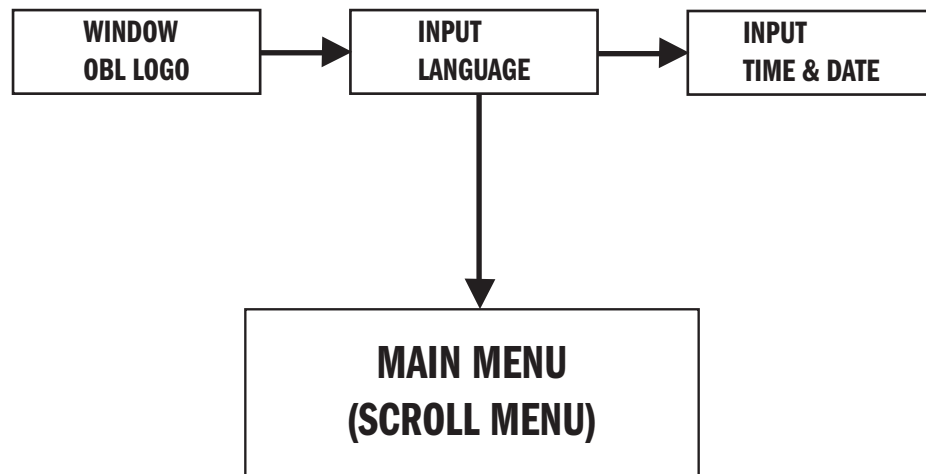 WINDOW
OBL LOGO
INPUT
LANGUAGE
INPUT
TIME & DATE
MAIN MENU
(SCROLL MENU)